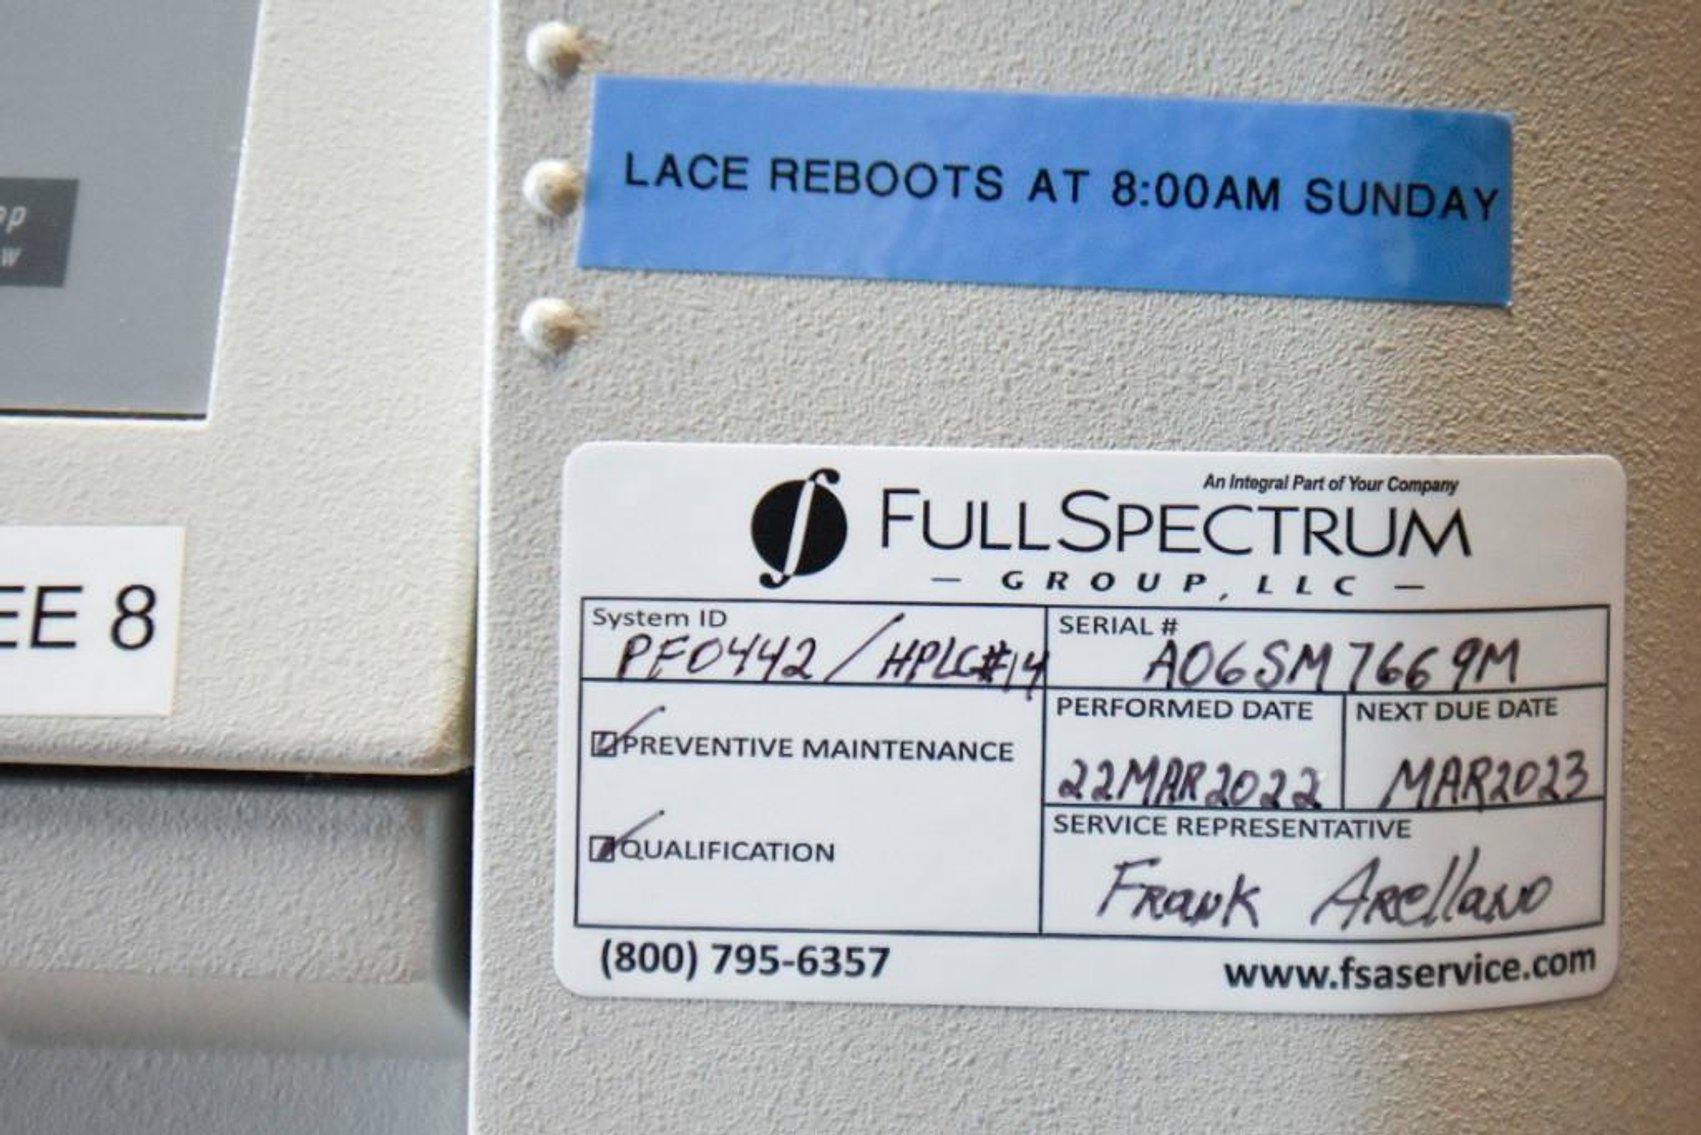 LACE REBOOTS AT 8:00AM SUNDAY
An Integral Part of Your Company
FULLSPECTRUM
— GROUP, LLC —
System ID
PE0442 / HPLC#14
SERIAL #
A06SM7669M
PREVENTIVE MAINTENANCE
QUALIFICATION
PERFORMED DATE
22MAR2022
NEXT DUE DATE
MAR2023
SERVICE REPRESENTATIVE
Frank Arellano
(800) 795-6357
www.fsaservice.com
EE 8
op
w